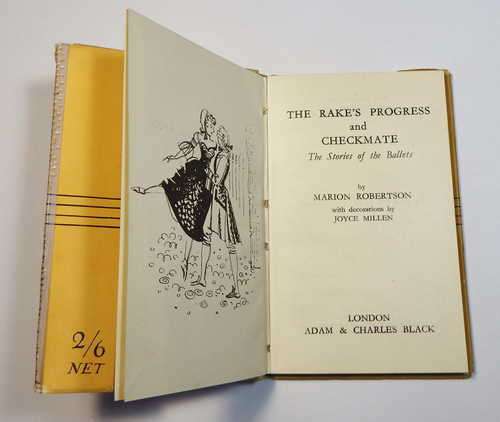 2/6
NET
THE RAKE'S PROGRESS
and
CHECKMATE
The Stories of the Ballets
by
MARION ROBERTSON
with decorations by
JOYCE MILLEN
LONDON
ADAM & CHARLES BLACK